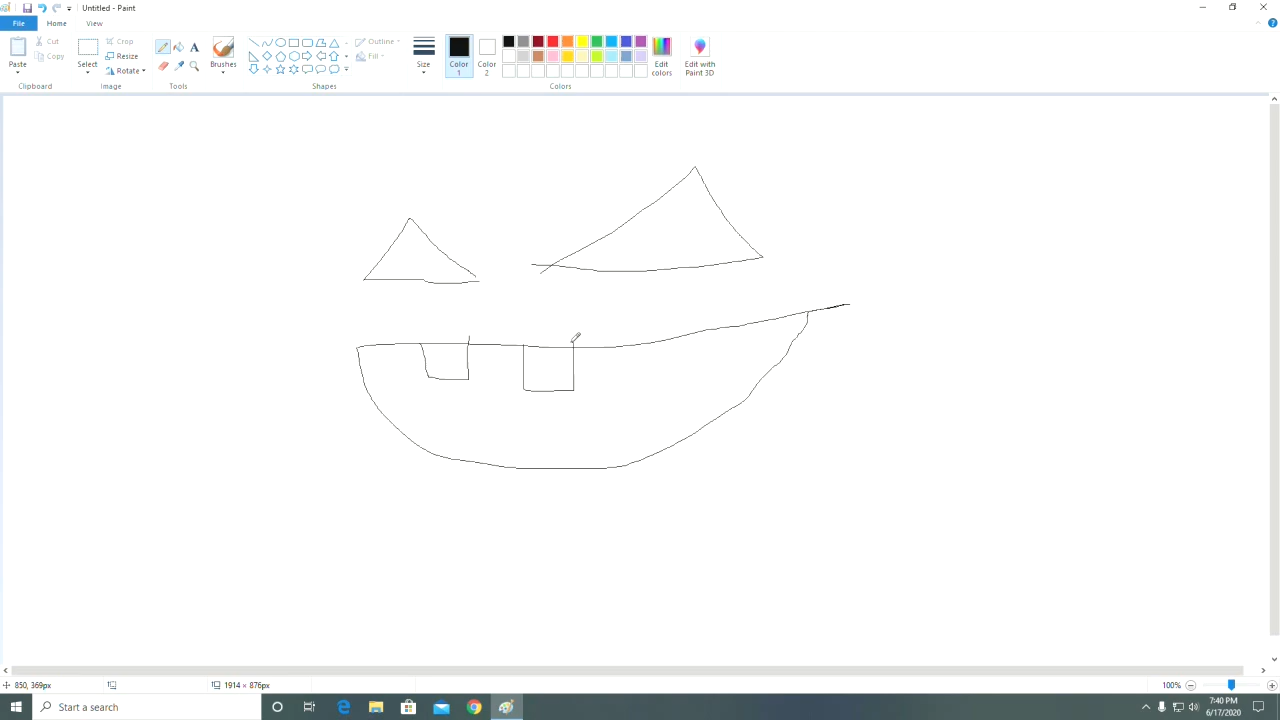 Untitled - Paint
File Home View
Paste
Cut
Copy
Clipboard
Select
Crop
Resize
Rotate
Image
A
Tools
Brushes
Outline
Fill
Shapes
Size
Color 1
Color 2
Edit colors
Edit with Paint 3D
Colors
850, 369px
1914 × 876px
100%
Start a search
7:40 PM
6/17/2020